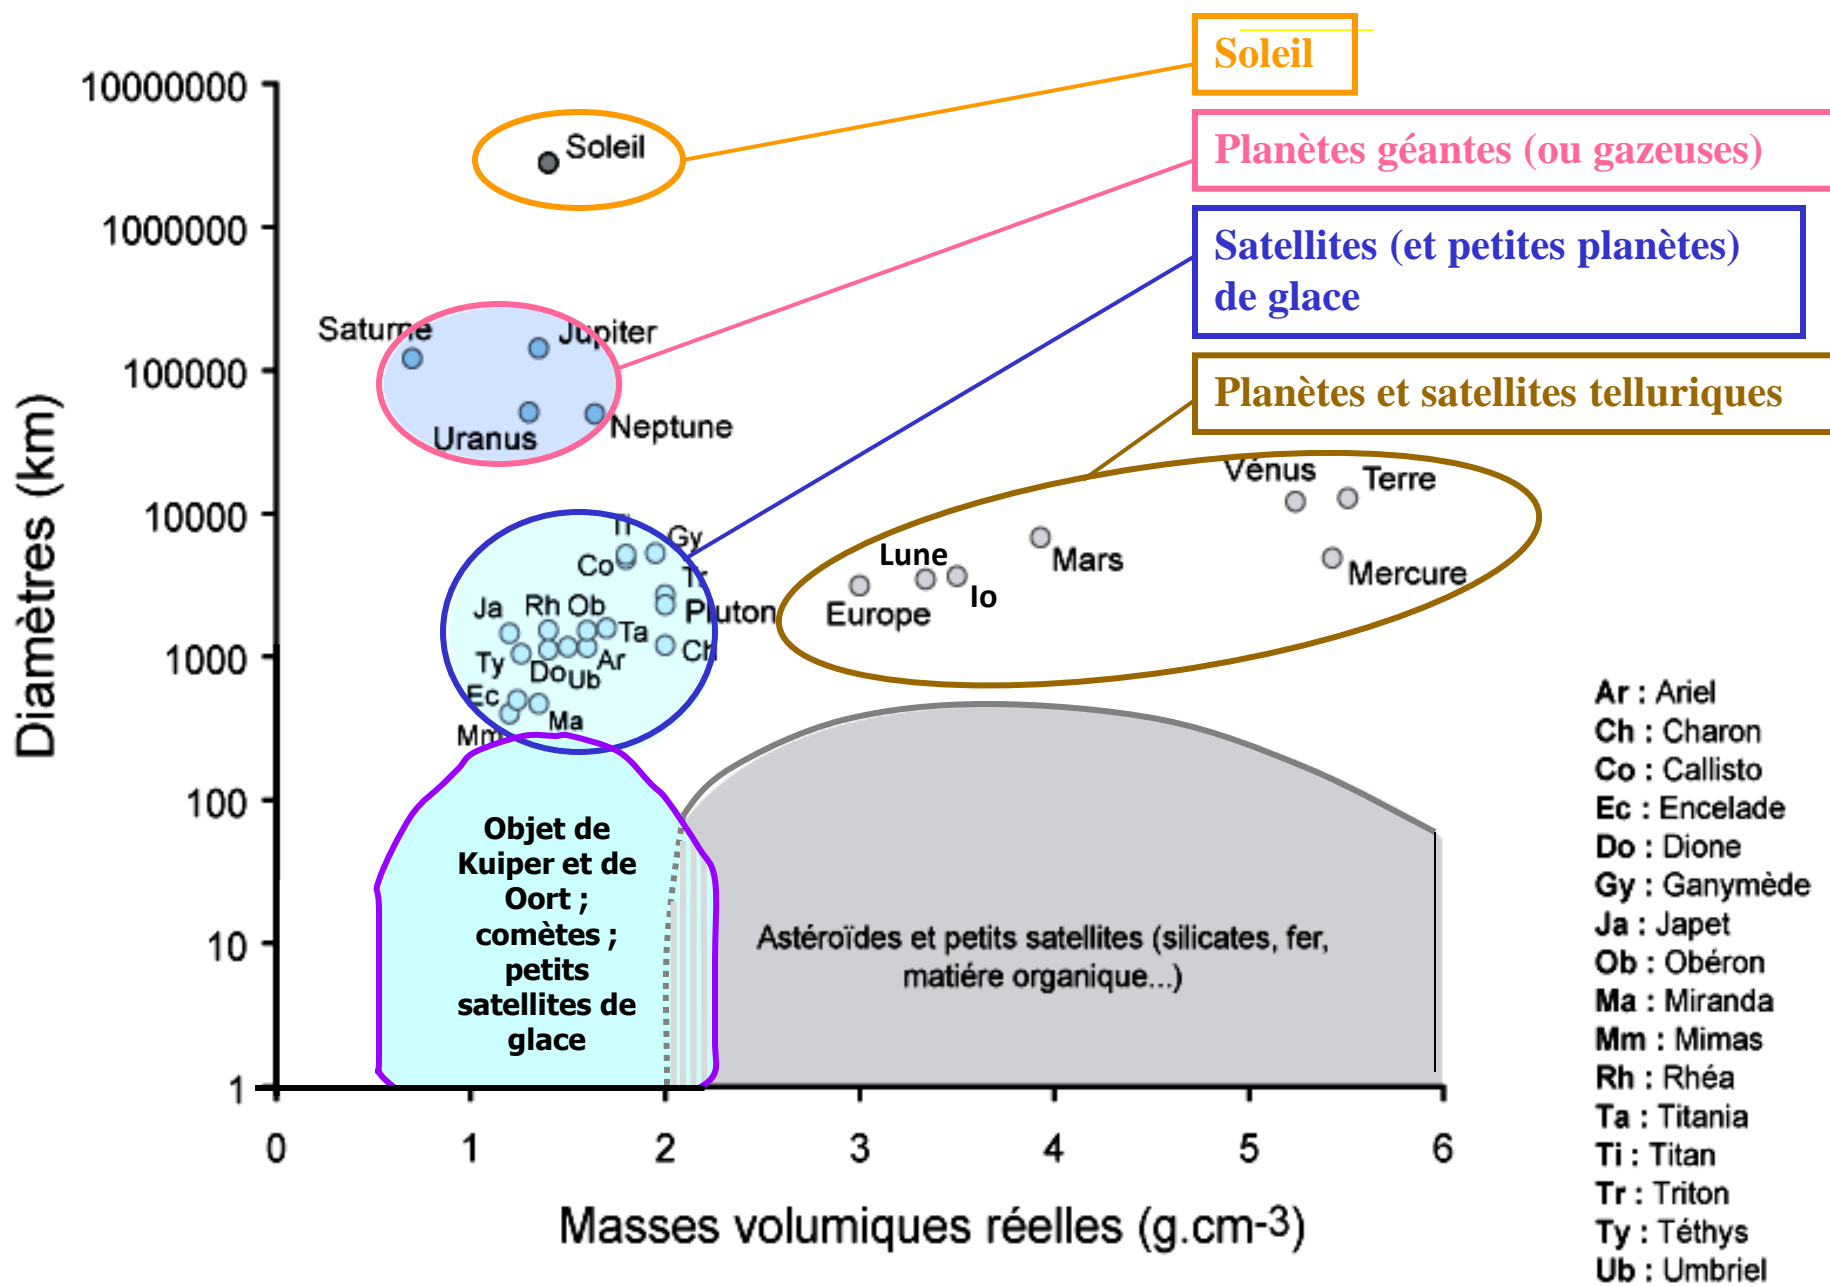 Soleil
Planètes géantes (ou gazeuses)
Satellites (et petites planètes)
de glace
Planètes et satellites telluriques
Diamètres (km)
10000000
1000000
100000
10000
1000
100
10
1
Soleil
Saturne
Jupiter
Uranus
Neptune
Ti
Gy
Co
Tr
Pluton
Ja
Rh
Ob
Ta
Ch
Ty
Do
Ub
Ar
Ec
Ma
Mm
Vénus
Terre
Lune
Mars
Mercure
Europe
Io
Objet de
Kuiper et de
Oort ;
comètes ;
petits
satellites de
glace
Astéroïdes et petits satellites (silicates, fer,
matiére organique...)
0
1
2
3
4
5
6
Masses volumiques réelles (g.cm-3)
Ar : Ariel
Ch : Charon
Co : Callisto
Ec : Encelade
Do : Dione
Gy : Ganymède
Ja : Japet
Ob : Obéron
Ma : Miranda
Mm : Mimas
Rh : Rhéa
Ta : Titania
Ti : Titan
Tr : Triton
Ty : Téthys
Ub : Umbriel